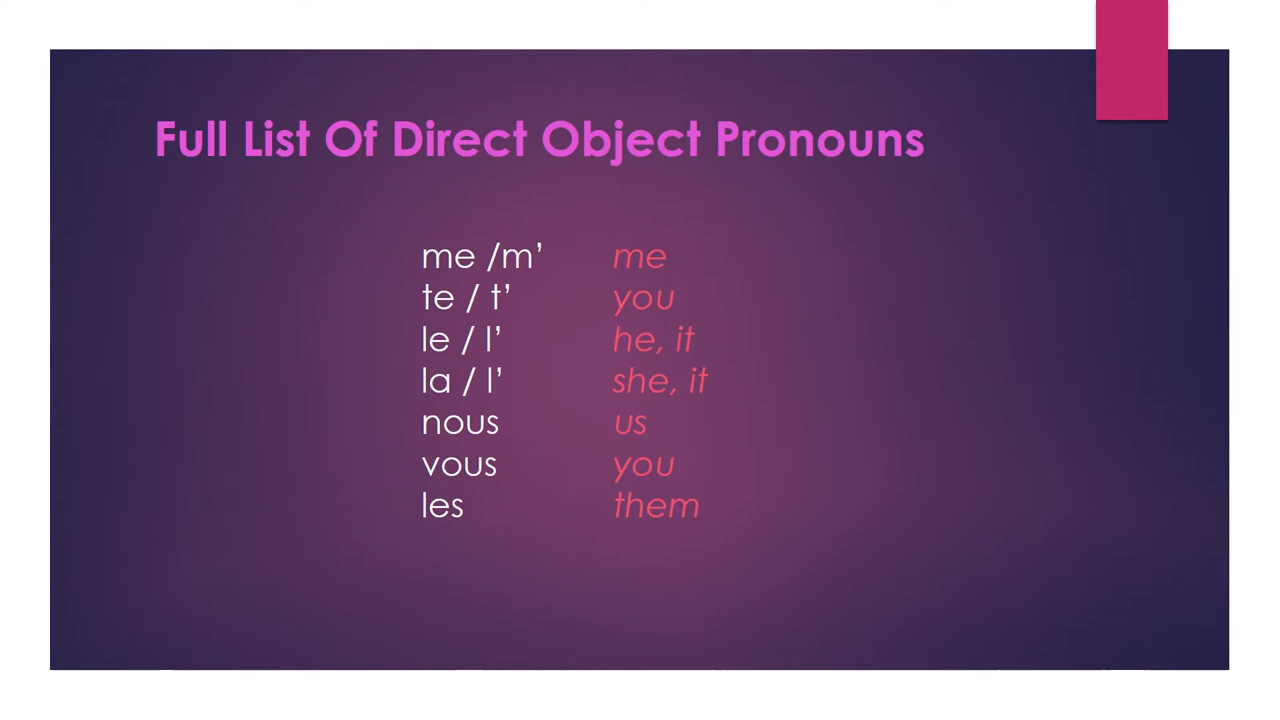 Full List Of Direct Object Pronouns
me /m’ me
te / t’ you
le / l’ he, it
la / l’ she, it
nous us
vous you
les them